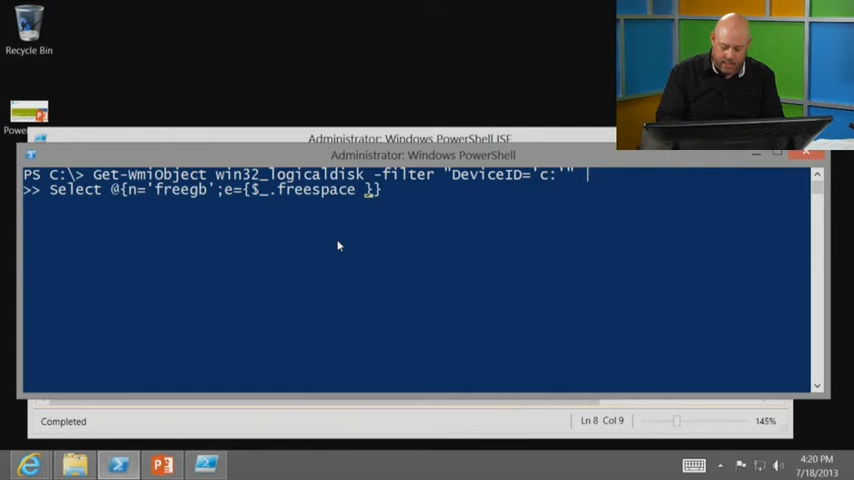 Recycle Bin
Administrator: Windows PowerShell ISE
Administrator: Windows PowerShell
PS C:\> Get-WmiObject win32_logicaldisk -filter "DeviceID='c:'" |
>> Select @{n='freegb';e={$_.freespace }}
Completed
Ln 8 Col 9
145%
4:20 PM
7/18/2013